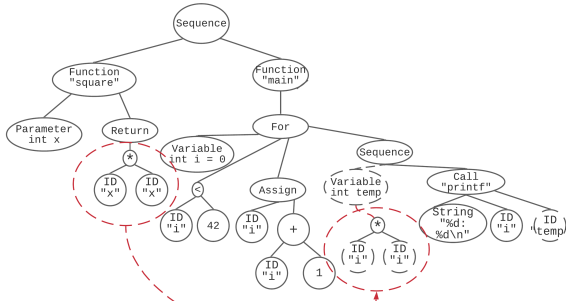 Sequence
Function
"square"
Function
"main"
Parameter
int x
Return
For
*
ID
"x"
ID
"x"
Variable
int i = 0
Sequence
<
Assign
Variable
int temp
Call
"printf"
ID
"i"
42
ID
"i"
+
*
String
"%d:
%d\n"
ID
"i"
ID
"temp
ID
"i"
1
ID
"i"
ID
"i"